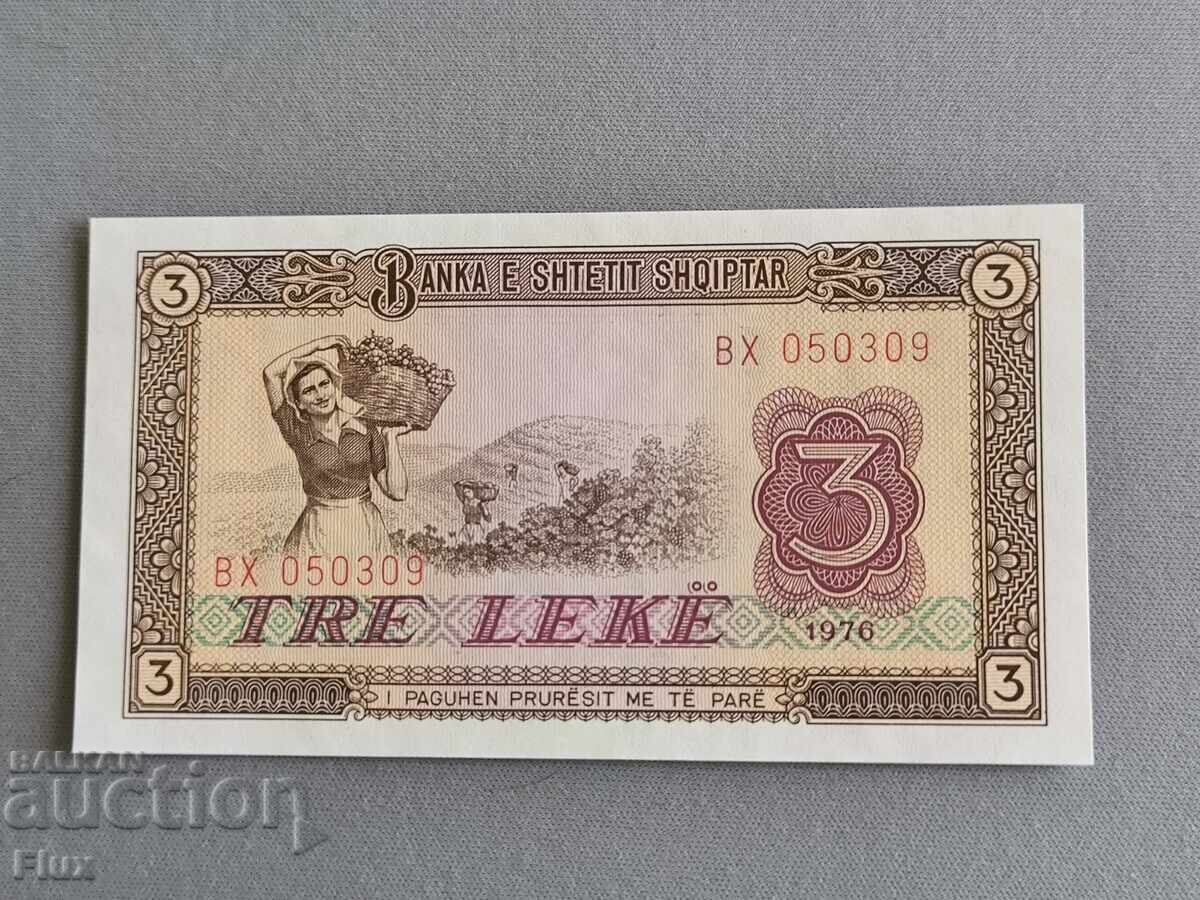 3 BANKA E SHTETIT SHQIPTAR 3
BX 050309
3
BX 050309
TRE LEKË
1976
3 I PAGUHEN PRURËSIT ME TË PARË 3
BALKAN
auction
Flux